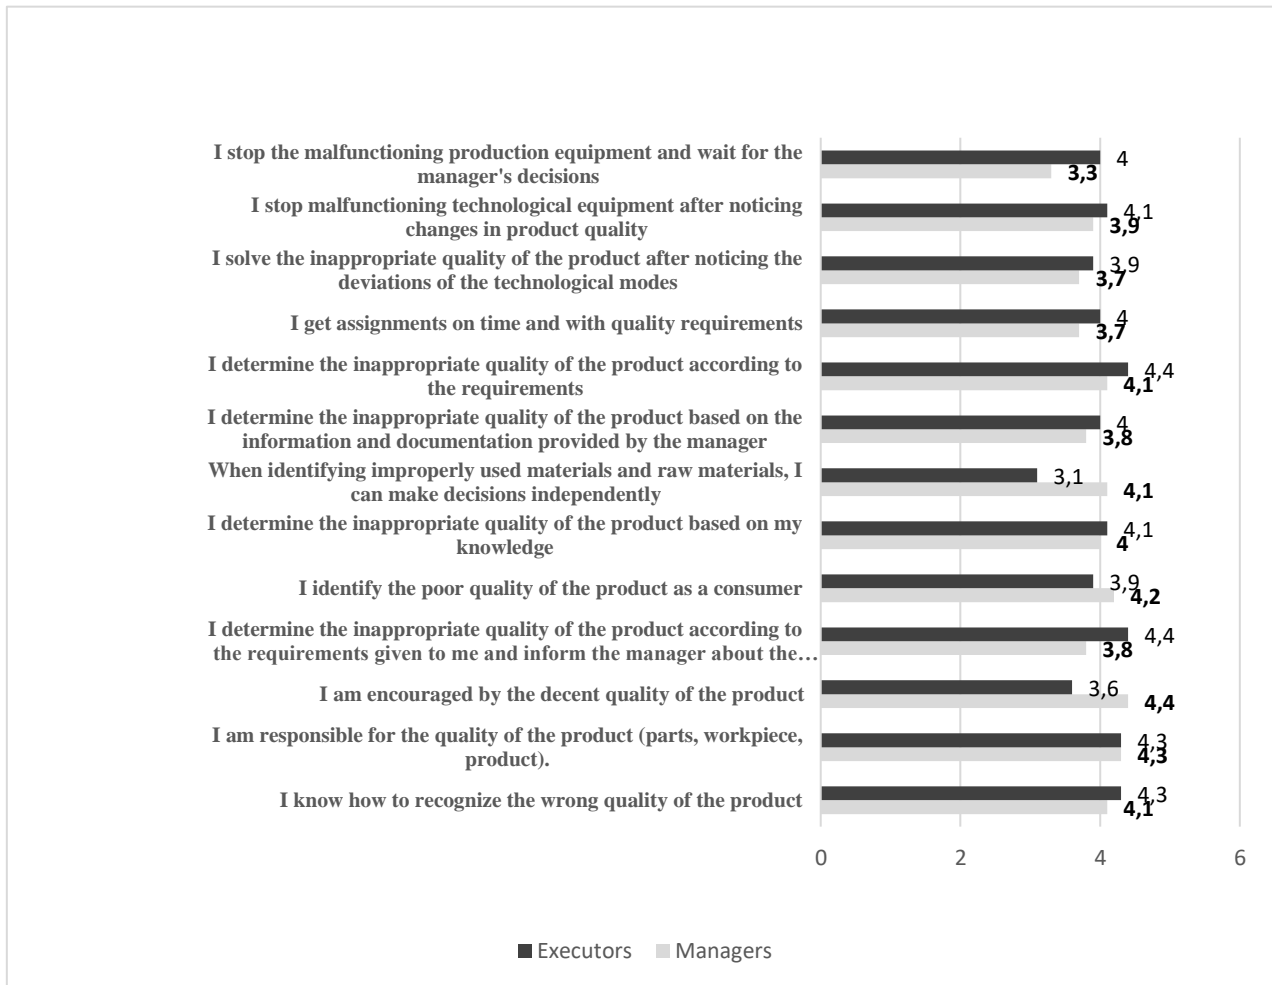 I stop the malfunctioning production equipment and wait for the
manager's decisions
4
3,3
I stop malfunctioning technological equipment after noticing
changes in product quality
4,1
3,9
I solve the inappropriate quality of the product after noticing the
deviations of the technological modes
3,9
3,7
I get assignments on time and with quality requirements
4
3,7
I determine the inappropriate quality of the product according to
the requirements
4,4
4,1
I determine the inappropriate quality of the product based on the
information and documentation provided by the manager
4
3,8
When identifying improperly used materials and raw materials, I
can make decisions independently
3,1
4,1
I determine the inappropriate quality of the product based on my
knowledge
4,1
4
I identify the poor quality of the product as a consumer
3,9
4,2
I determine the inappropriate quality of the product according to
the requirements given to me and inform the manager about the…
4,4
3,8
I am encouraged by the decent quality of the product
3,6
4,4
I am responsible for the quality of the product (parts, workpiece,
product).
4,3
4,3
I know how to recognize the wrong quality of the product
4,3
4,1
0 2 4 6
Executors Managers